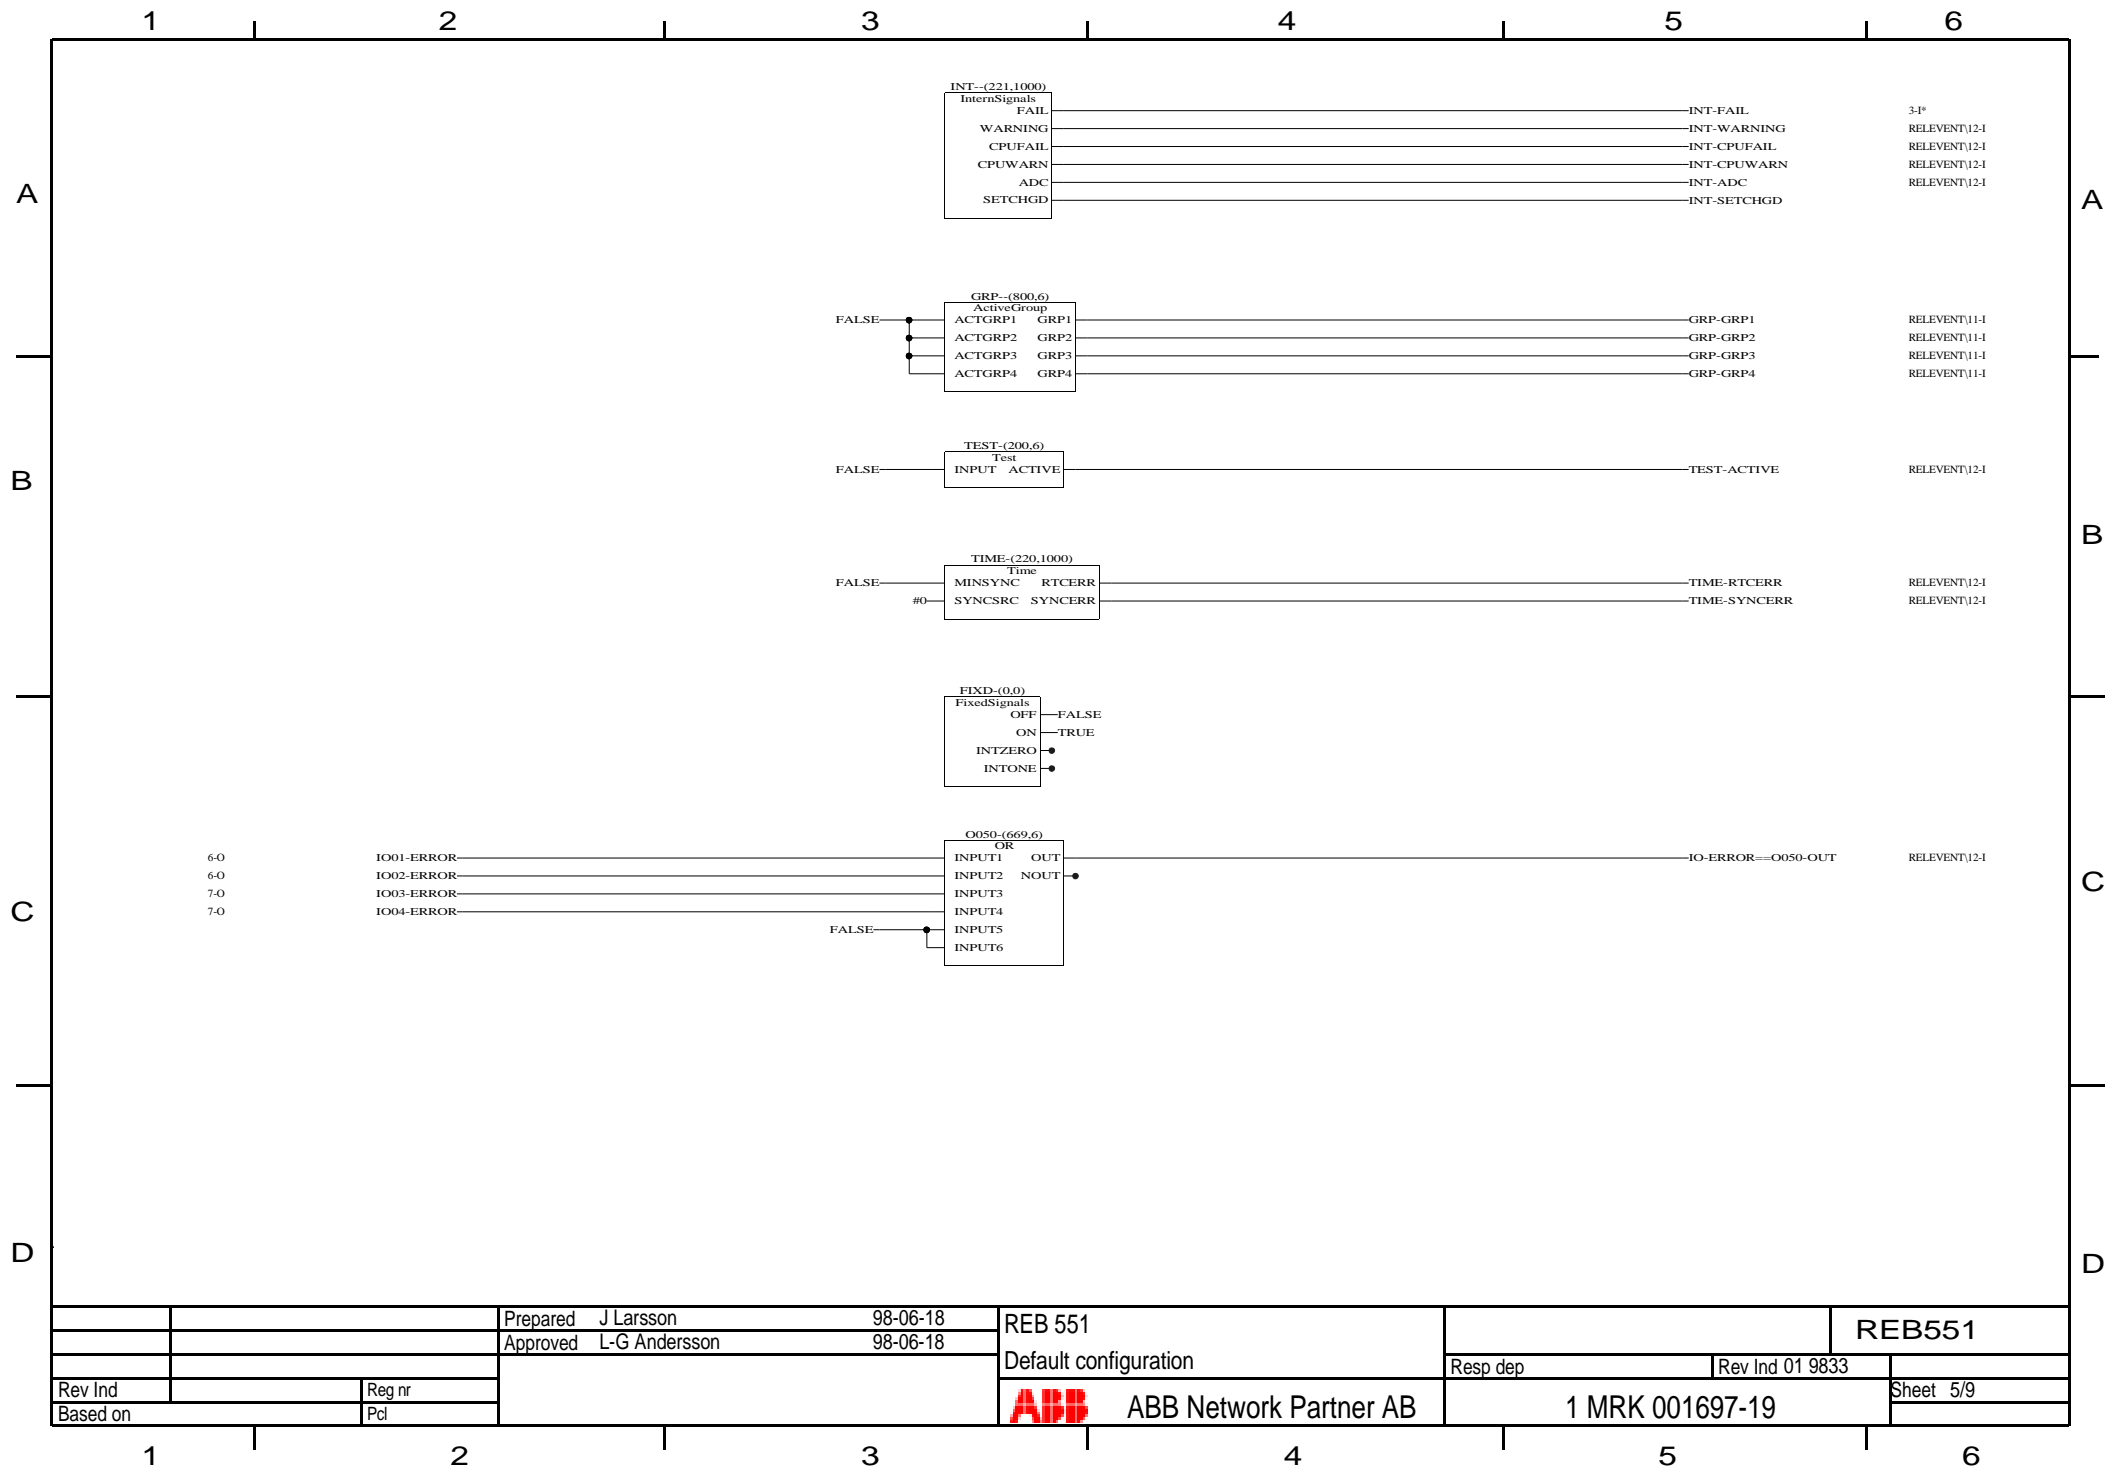 1 2 3 4 5 6
INT--(221,1000)
InternSignals
FAIL INT-FAIL 3-I*
WARNING INT-WARNING RELEVENT\12-I
CPUFAIL INT-CPUFAIL RELEVENT\12-I
CPUWARN INT-CPUWARN RELEVENT\12-I
ADC INT-ADC RELEVENT\12-I
A A
SETCHGD INT-SETCHGD
GRP--(800,6)
ActiveGroup
FALSE ACTGRP1 GRP1 GRP-GRP1 RELEVENT\11-I
ACTGRP2 GRP2 GRP-GRP2 RELEVENT\11-I
ACTGRP3 GRP3 GRP-GRP3 RELEVENT\11-I
ACTGRP4 GRP4 GRP-GRP4 RELEVENT\11-I
TEST-(200,6)
Test
FALSE INPUT ACTIVE TEST-ACTIVE RELEVENT\12-I
B B
TIME-(220,1000)
Time
FALSE MINSYNC RTCERR TIME-RTCERR RELEVENT\12-I
#0 SYNCSRC SYNCERR TIME-SYNCERR RELEVENT\12-I
FIXD-(0,0)
FixedSignals
OFF FALSE
ON TRUE
INTZERO
INTONE
O050-(669,6)
OR
6-O IO01-ERROR INPUT1 OUT IO-ERROR==O050-OUT RELEVENT\12-I
6-O IO02-ERROR INPUT2 NOUT
7-O IO03-ERROR INPUT3
7-O IO04-ERROR INPUT4
C C
FALSE INPUT5
INPUT6
D D
Prepared J Larsson 98-06-18
Approved L-G Andersson 98-06-18
REB 551
Default configuration
REB551
Resp dep Rev Ind 01 9833
Rev Ind Reg nr
Based on Pcl
ABB ABB Network Partner AB
1 MRK 001697-19
Sheet 5/9
1 2 3 4 5 6